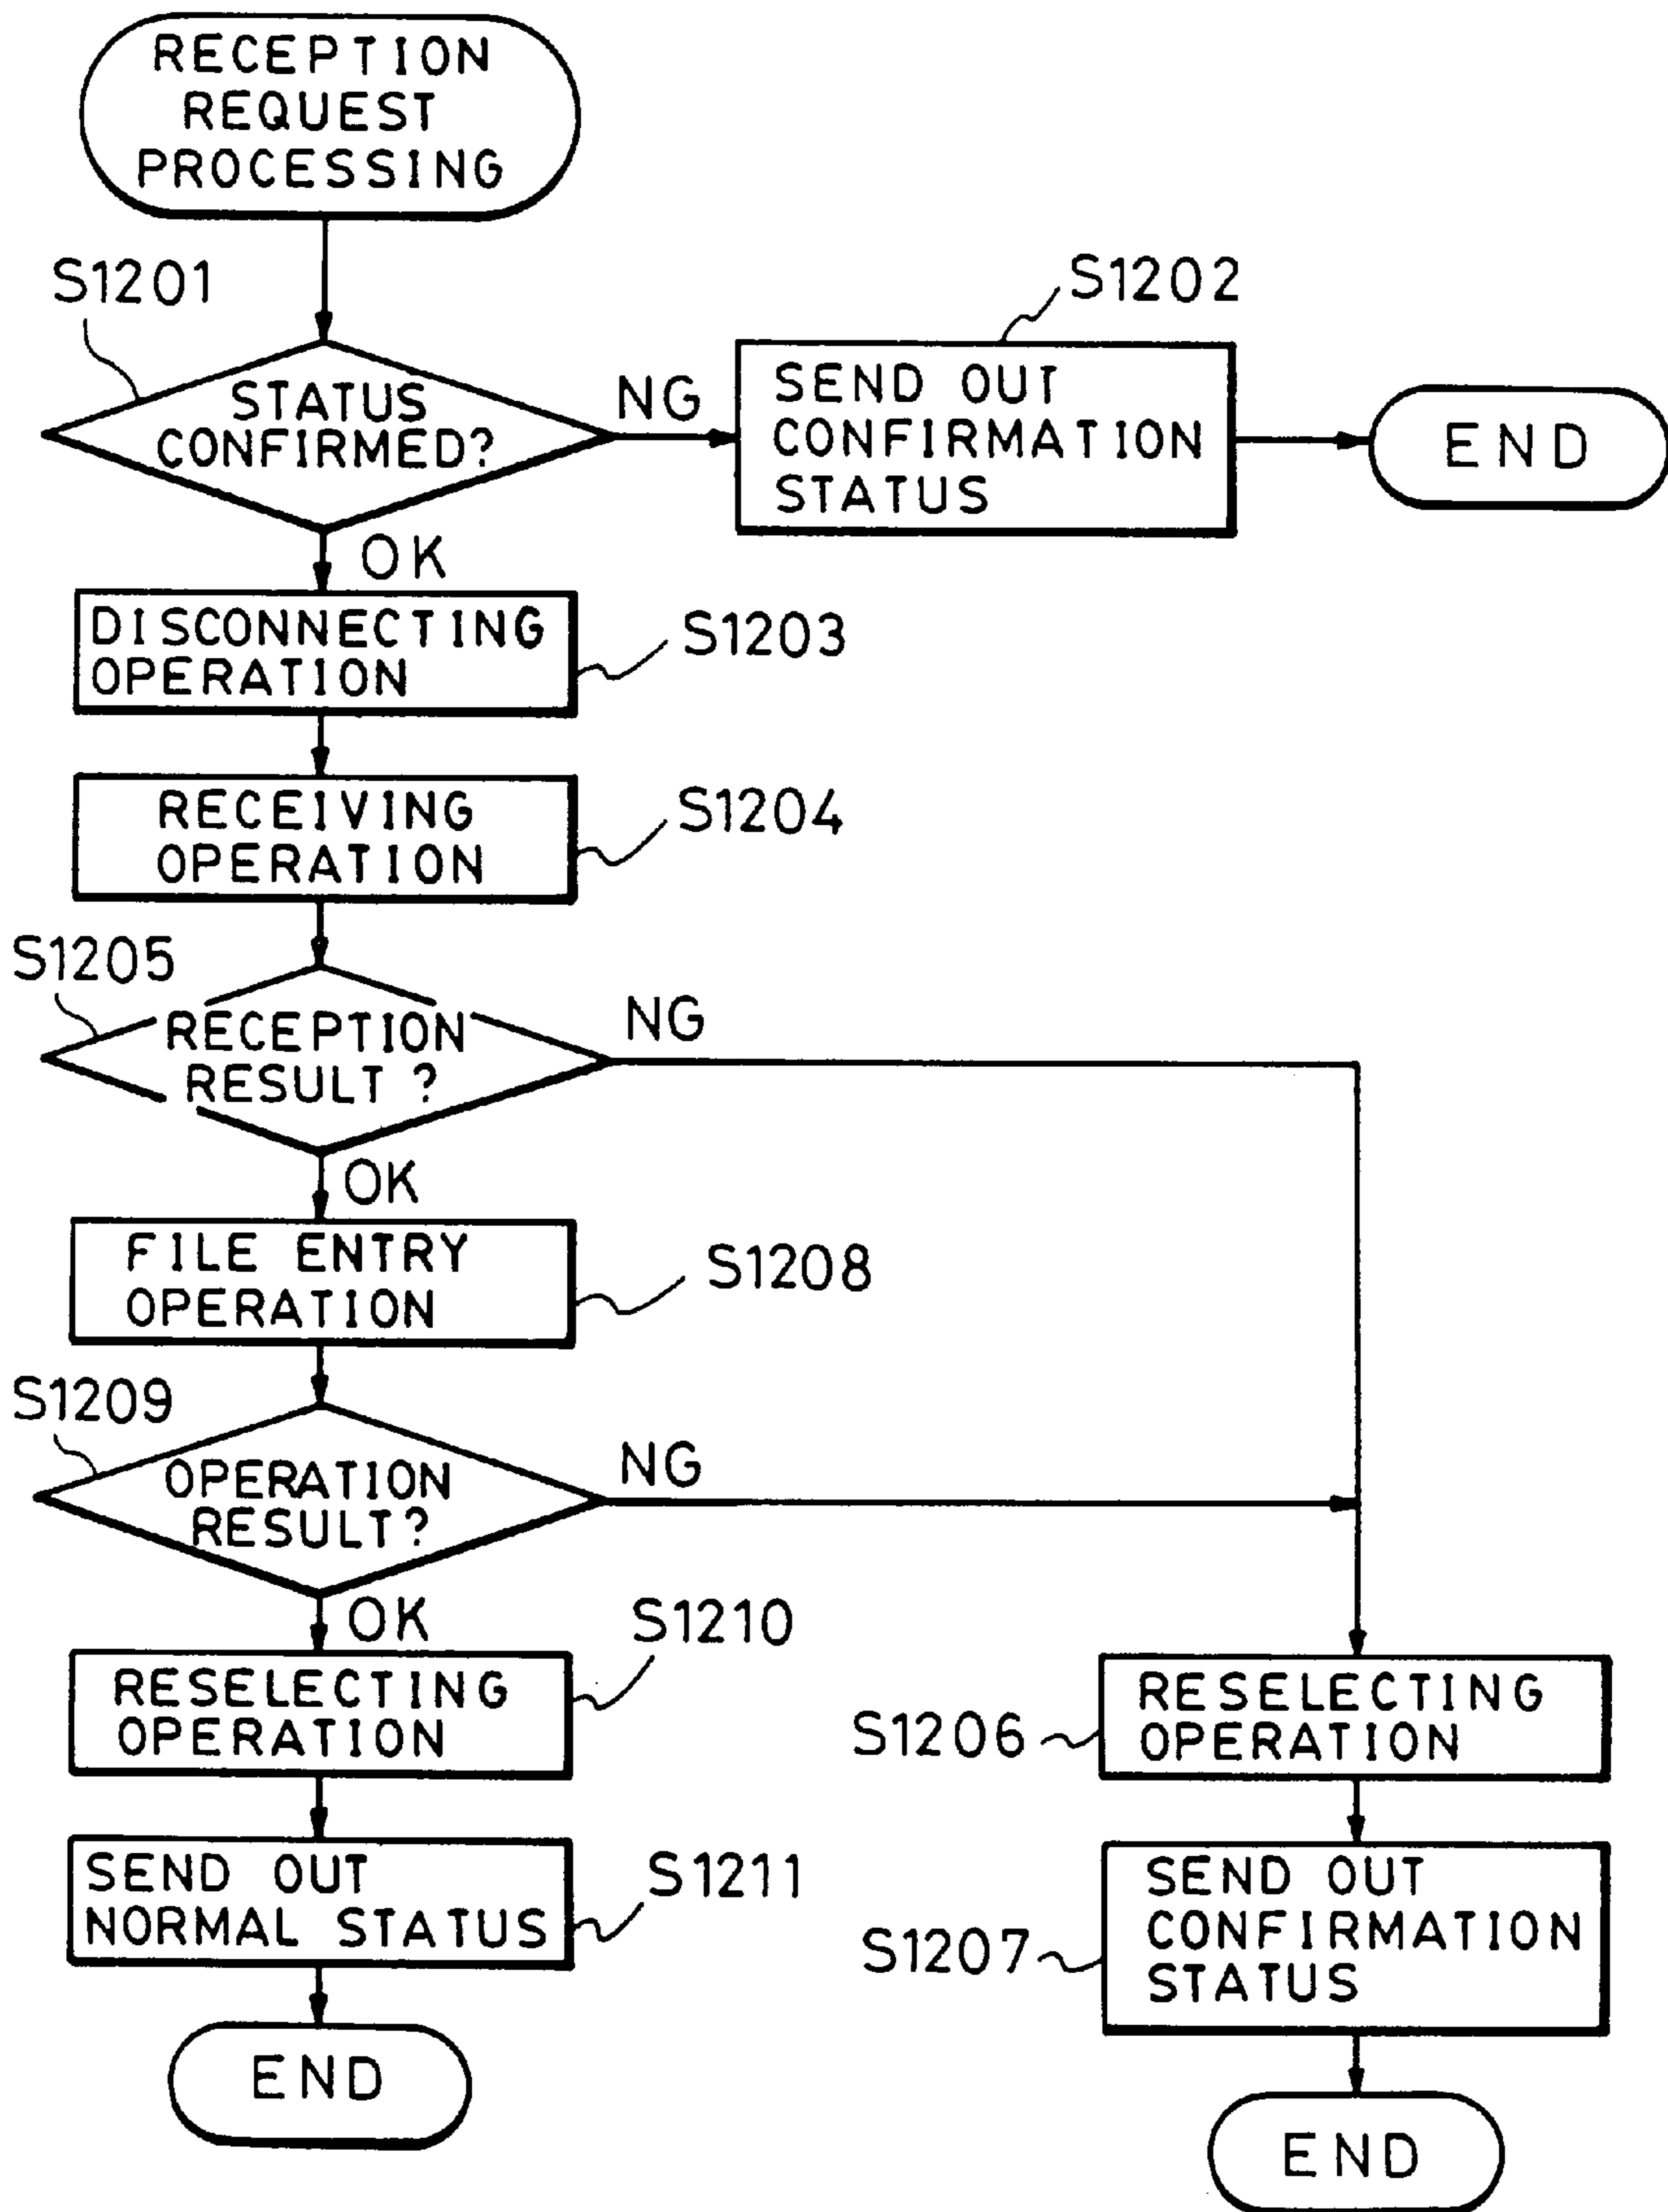 RECEPTION
REQUEST
PROCESSING
S1201
S1202
STATUS
CONFIRMED?
NG
SEND OUT
CONFIRMATION
STATUS
END
OK
DISCONNECTING
OPERATION
S1203
RECEIVING
OPERATION
S1204
S1205
RECEPTION
RESULT ?
NG
OK
FILE ENTRY
OPERATION
S1208
S1209
OPERATION
RESULT?
NG
OK
S1210
RESELECTING
OPERATION
S1206
RESELECTING
OPERATION
SEND OUT
NORMAL STATUS
S1211
S1207
SEND OUT
CONFIRMATION
STATUS
END
END